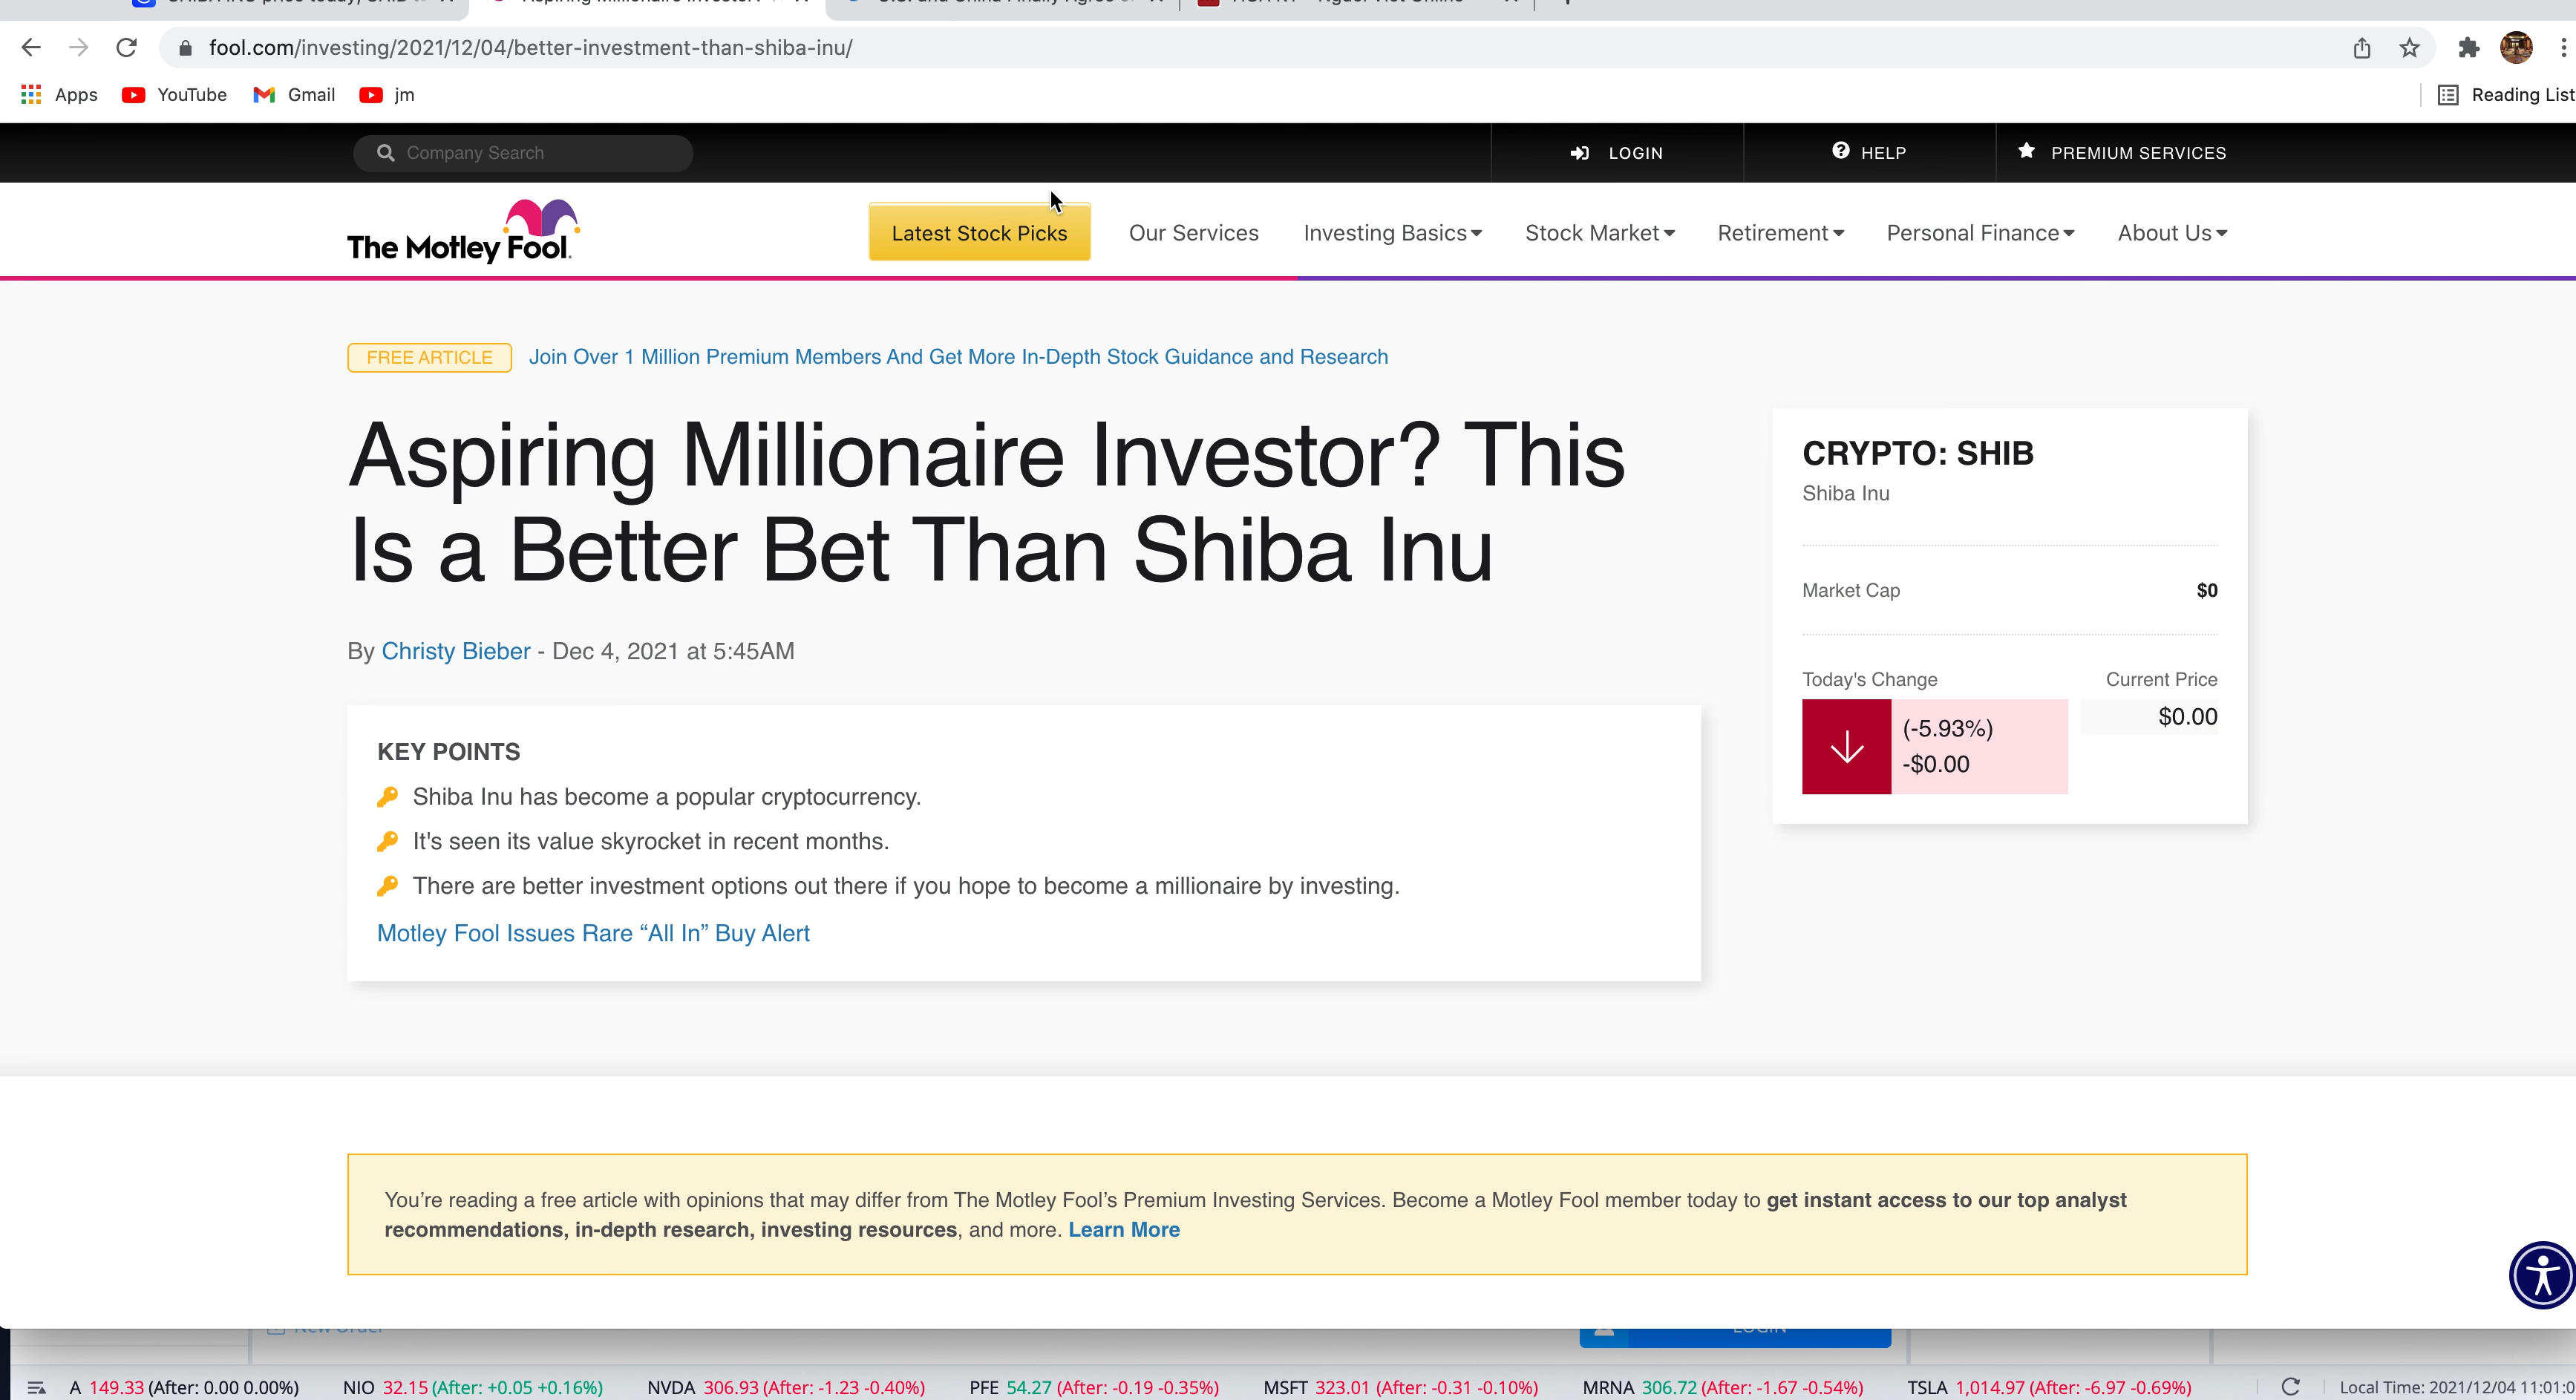 fool.com/investing/2021/12/04/better-investment-than-shiba-inu/
Apps YouTube Gmail jm Reading List
Company Search LOGIN HELP PREMIUM SERVICES
The Motley Fool. Latest Stock Picks Our Services Investing Basics Stock Market Retirement Personal Finance About Us
FREE ARTICLE Join Over 1 Million Premium Members And Get More In-Depth Stock Guidance and Research
Aspiring Millionaire Investor? This
Is a Better Bet Than Shiba Inu
By Christy Bieber - Dec 4, 2021 at 5:45AM
KEY POINTS
Shiba Inu has become a popular cryptocurrency.
It's seen its value skyrocket in recent months.
There are better investment options out there if you hope to become a millionaire by investing.
Motley Fool Issues Rare “All In” Buy Alert
CRYPTO: SHIB
Shiba Inu
Market Cap $0
Today's Change Current Price
(-5.93%) $0.00
-$0.00
You’re reading a free article with opinions that may differ from The Motley Fool’s Premium Investing Services. Become a Motley Fool member today to get instant access to our top analyst
recommendations, in-depth research, investing resources, and more. Learn More
A 149.33 (After: 0.00 0.00%) NIO 32.15 (After: +0.05 +0.16%) NVDA 306.93 (After: -1.23 -0.40%) PFE 54.27 (After: -0.19 -0.35%) MSFT 323.01 (After: -0.31 -0.10%) MRNA 306.72 (After: -1.67 -0.54%) TSLA 1,014.97 (After: -6.97 -0.69%) Local Time: 2021/12/04 11:01:0